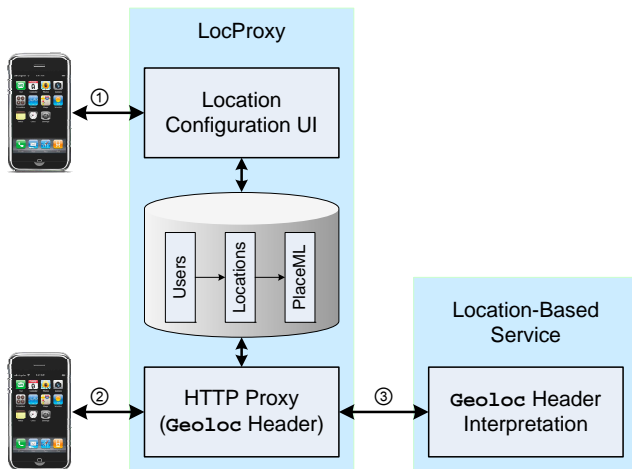 LocProxy
①
Location
Configuration UI
Users
Locations
PlaceML
Location-Based
Service
②
HTTP Proxy
(Geoloc Header)
③
Geoloc Header
Interpretation